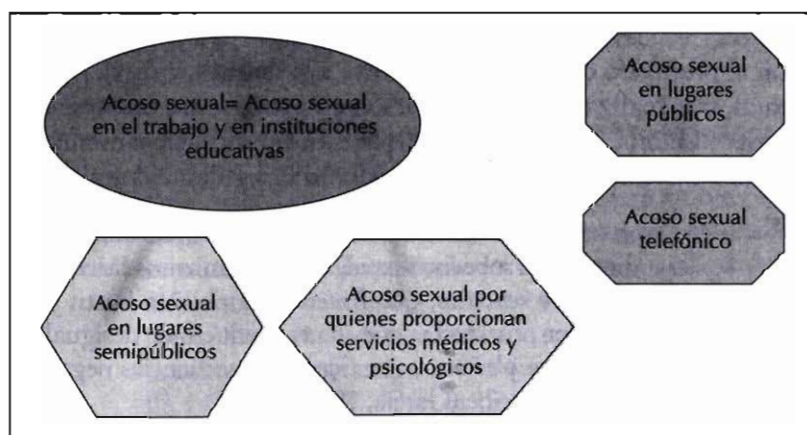 Acoso sexual= Acoso sexual
en el trabajo y en instituciones
educativas
Acoso sexual
en lugares
públicos
Acoso sexual
telefónico
Acoso sexual
en lugares
semipúblicos
Acoso sexual por
quienes proporcionan
servicios médicos y
psicológicos